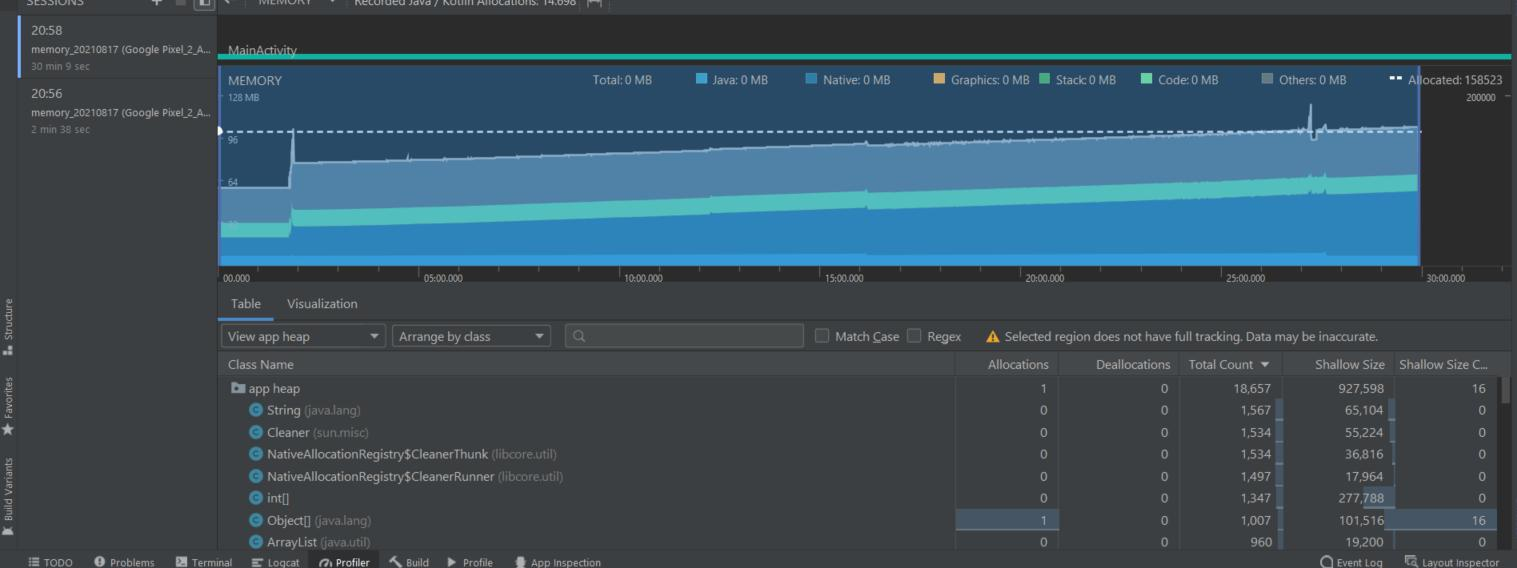 SESSIONS
MEMORY
Recorded Java / Kotlin Allocations: 14.698
20:58
memory_20210817 (Google Pixel_2_A...
30 min 9 sec
20:56
memory_20210817 (Google Pixel_2_A...
2 min 38 sec
MainActivity
MEMORY
Total: 0 MB
Java: 0 MB
Native: 0 MB
Graphics: 0 MB
Stack: 0 MB
Code: 0 MB
Others: 0 MB
Allocated: 158523
128 MB
200000
96
64
32
00.000
05:00.000
10:00.000
15:00.000
20:00.000
25:00.000
30:00.000
Table
Visualization
View app heap
Arrange by class
Match Case
Regex
Selected region does not have full tracking. Data may be inaccurate.
Class Name Allocations Deallocations Total Count Shallow Size Shallow Size C...
app heap 1 0 18,657 927,598 16
String (java.lang) 0 0 1,567 65,104 0
Cleaner (sun.misc) 0 0 1,534 55,224 0
NativeAllocationRegistry$CleanerThunk (libcore.util) 0 0 1,534 36,816 0
NativeAllocationRegistry$CleanerRunner (libcore.util) 0 0 1,497 17,964 0
int[] 0 0 1,347 277,788 0
Object[] (java.lang) 1 0 1,007 101,516 16
ArrayList (java.util) 0 0 960 19,200 0
Structure
Favorites
Build Variants
TODO
Problems
Terminal
Logcat
Profiler
Build
Profile
App Inspection
Event Log
Layout Inspector